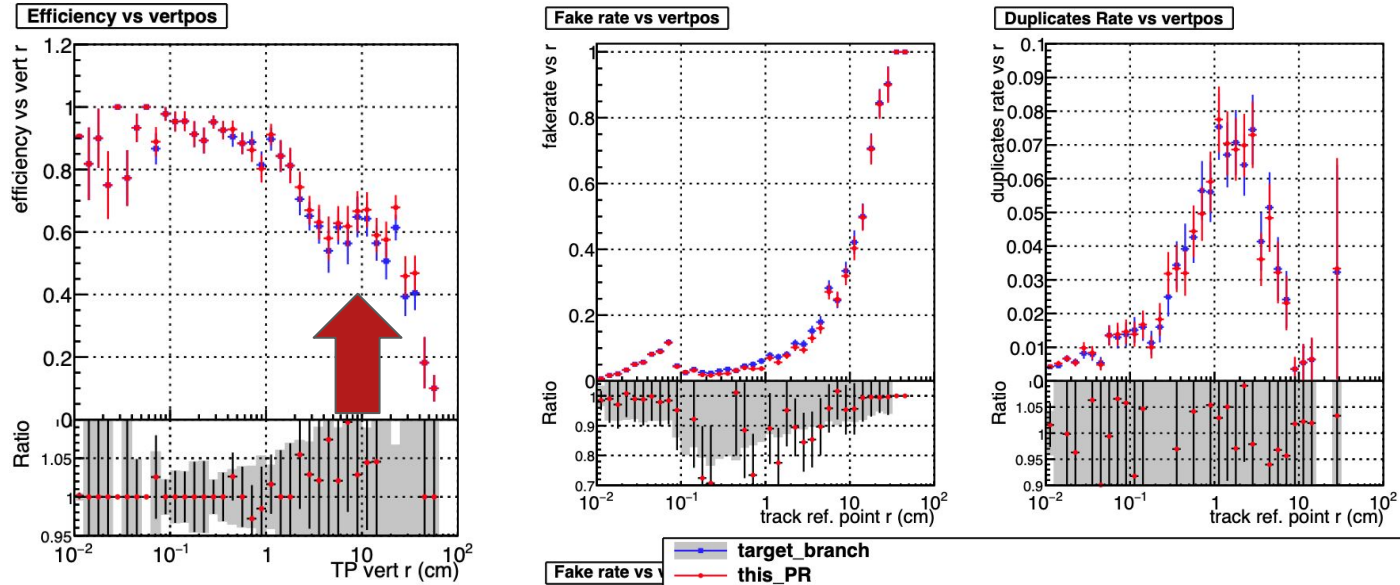 Efficiency vs vertpos
efficiency vs vert r
1.2
1
0.8
0.6
0.4
0.2
0
Ratio
1.05
1
0.95
10⁻² 10⁻¹ 1 10 10²
TP vert r (cm)
Fake rate vs vertpos
fakerate vs r
1
0.8
0.6
0.4
0.2
0
Ratio
1
0.9
0.8
0.7
10⁻² 10⁻¹ 1 10 10²
track ref. point r (cm)
Duplicates Rate vs vertpos
duplicates rate vs r
0.1
0.09
0.08
0.07
0.06
0.05
0.04
0.03
0.02
0.01
0
Ratio
1.05
1
0.95
0.9
10⁻² 10⁻¹ 1 10 10²
track ref. point r (cm)
Fake rate vs v
target_branch
this_PR